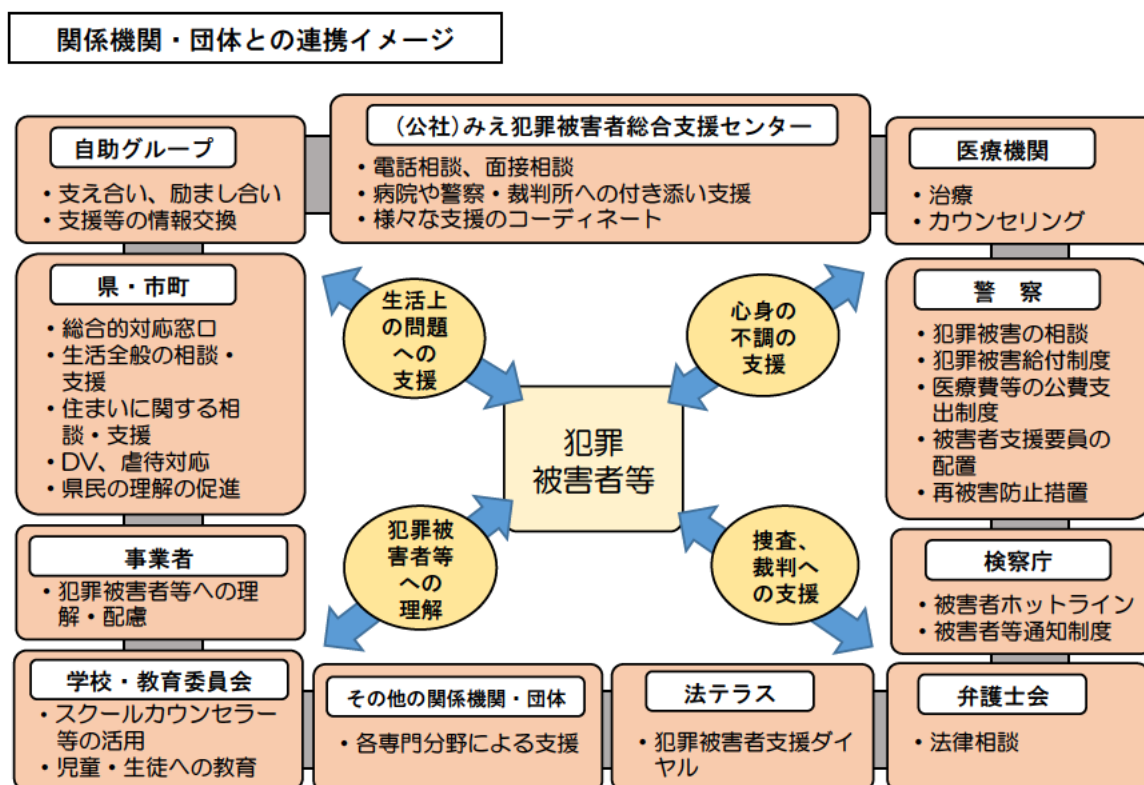 関係機関・団体との連携イメージ
自助グループ
・支え合い、励まし合い
・支援等の情報交換
(公社)みえ犯罪被害者総合支援センター
・電話相談、面接相談
・病院や警察・裁判所への付き添い支援
・様々な支援のコーディネート
医療機関
・治療
・カウンセリング
県・市町
・総合的対応窓口
・生活全般の相談・
支援
・住まいに関する相
談・支援
・DV、虐待対応
・県民の理解の促進
生活上
の問題
への
支援
心身の
不調の
支援
警　察
・犯罪被害の相談
・犯罪被害給付制度
・医療費等の公費支
出制度
・被害者支援要員の
配置
・再被害防止措置
犯罪
被害者等
事業者
・犯罪被害者等への理
解・配慮
犯罪被
害者等
への
理解
捜査、
裁判へ
の支援
検察庁
・被害者ホットライン
・被害者等通知制度
学校・教育委員会
・スクールカウンセラー
等の活用
・児童・生徒への教育
その他の関係機関・団体
・各専門分野による支援
法テラス
・犯罪被害者支援ダイ
ヤル
弁護士会
・法律相談